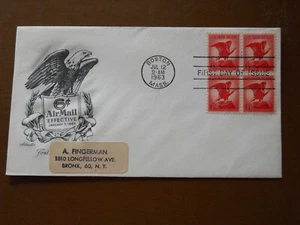 6¢
Air Mail
EFFECTIVE
BOSTON
JUL 12
9 AM
1963
MASS.
FIRST DAY OF ISSUE
A. FINGERMAN
1810 LONGFELLOW AVE.
BRONX, 60, N. Y.